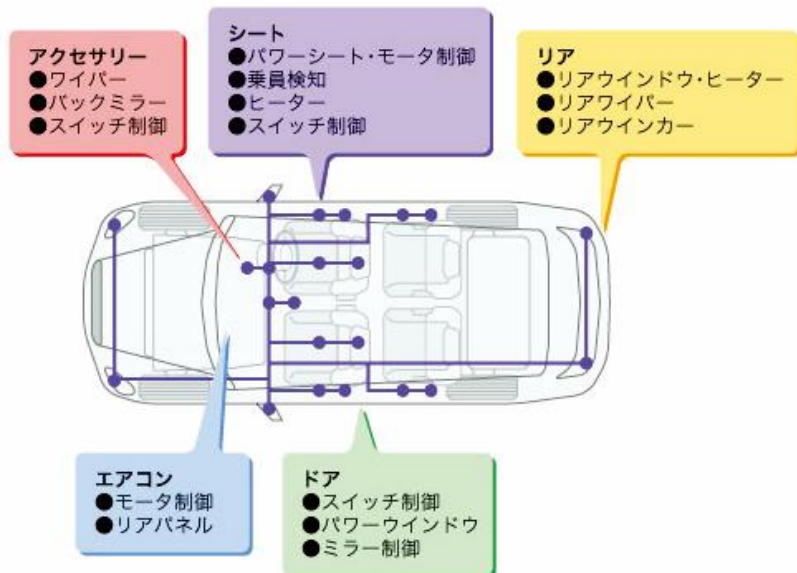 アクセサリー
●ワイパー
●バックミラー
●スイッチ制御
シート
●パワーシート・モータ制御
●乗員検知
●ヒーター
●スイッチ制御
リア
●リアウインドウ・ヒーター
●リアワイパー
●リアウインカー
エアコン
●モータ制御
●リアパネル
ドア
●スイッチ制御
●パワーウインドウ
●ミラー制御